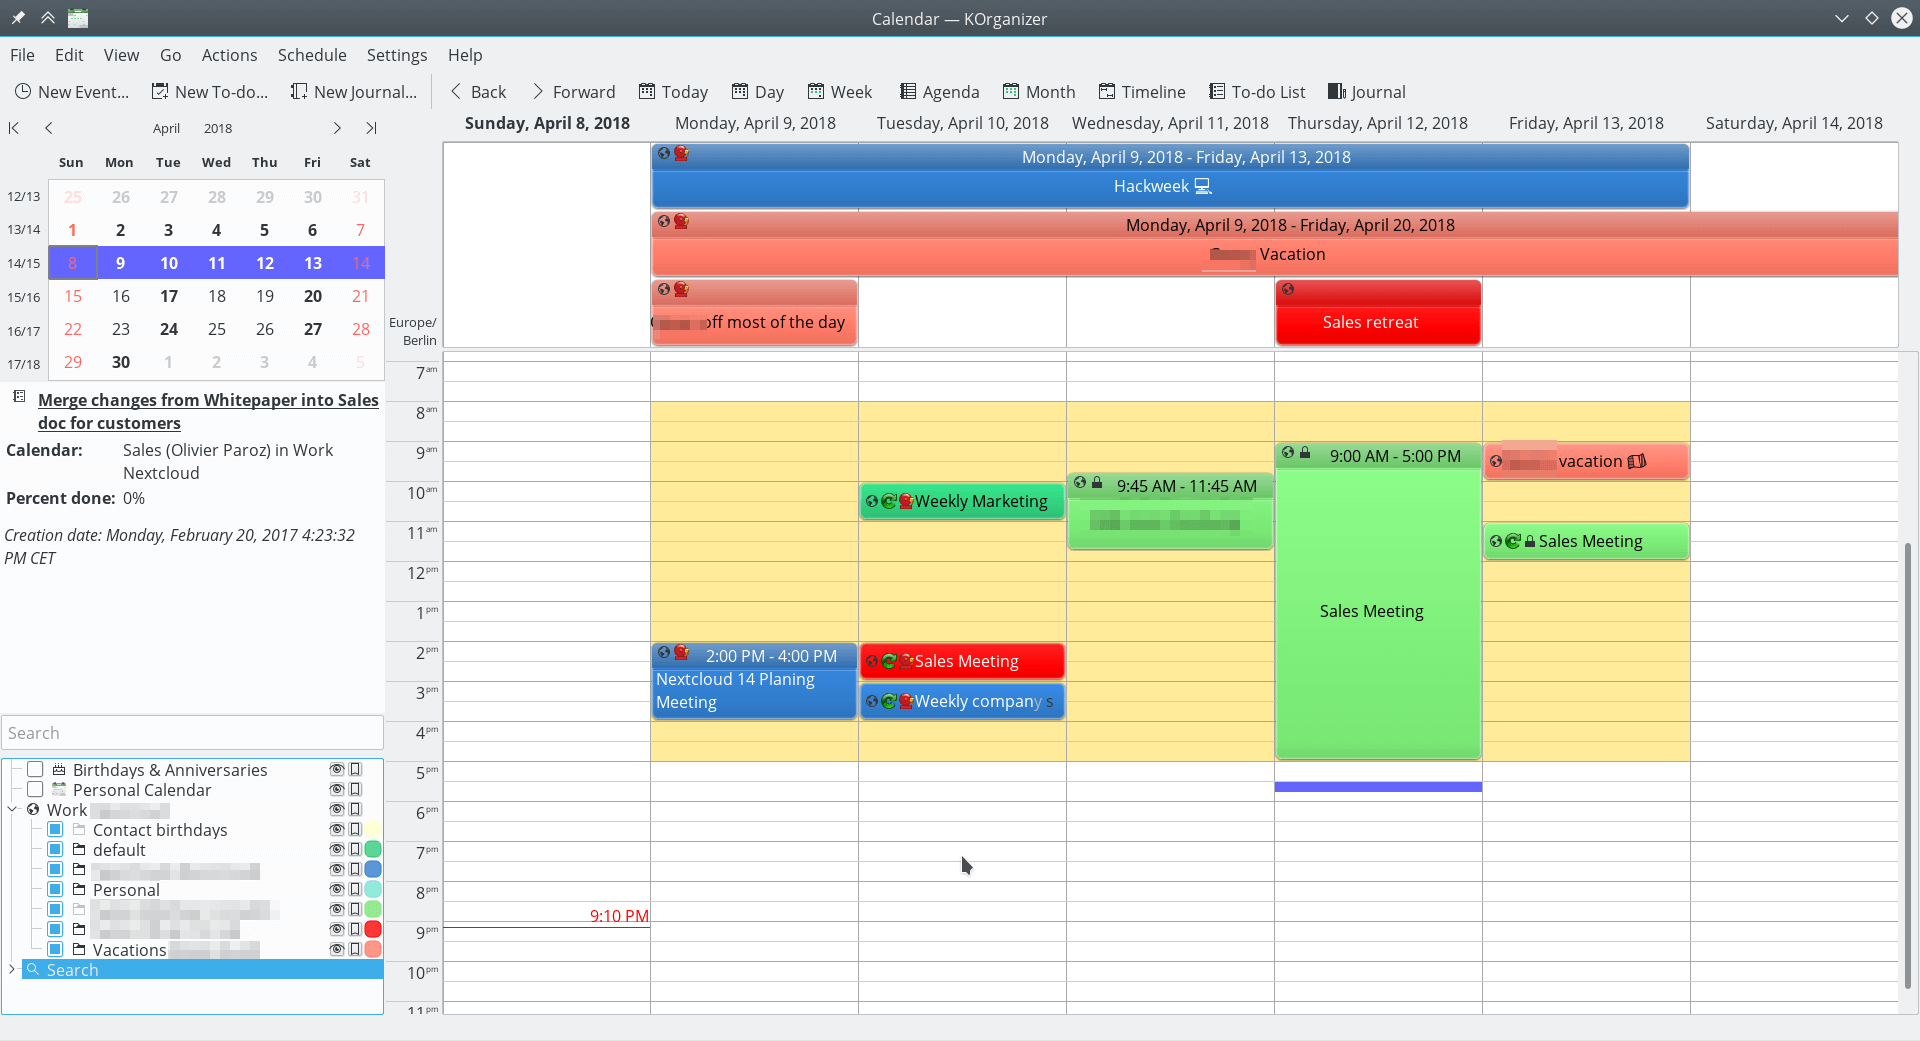 Calendar — KOrganizer
File Edit View Go Actions Schedule Settings Help
New Event... New To-do... New Journal... Back Forward Today Day Week Agenda Month Timeline To-do List Journal
April 2018
Sun Mon Tue Wed Thu Fri Sat
12/13 25 26 27 28 29 30 31
13/14 1 2 3 4 5 6 7
14/15 8 9 10 11 12 13 14
15/16 15 16 17 18 19 20 21
16/17 22 23 24 25 26 27 28
17/18 29 30 1 2 3 4 5
Merge changes from Whitepaper into Sales
doc for customers
Calendar: Sales (Olivier Paroz) in Work
Nextcloud
Percent done: 0%
Creation date: Monday, February 20, 2017 4:23:32
PM CET
Search
Birthdays & Anniversaries
Personal Calendar
Work
Contact birthdays
default
Personal
Vacations
Search
Sunday, April 8, 2018 Monday, April 9, 2018 Tuesday, April 10, 2018 Wednesday, April 11, 2018 Thursday, April 12, 2018 Friday, April 13, 2018 Saturday, April 14, 2018
Monday, April 9, 2018 - Friday, April 13, 2018
Hackweek
Monday, April 9, 2018 - Friday, April 20, 2018
Vacation
off most of the day
Sales retreat
Europe/
Berlin
7am
8am
9am
10am
11am
12pm
1pm
2pm
3pm
4pm
5pm
6pm
7pm
8pm
9pm
10pm
11pm
9:10 PM
2:00 PM - 4:00 PM
Nextcloud 14 Planing
Meeting
Weekly Marketing
Sales Meeting
Weekly company s
9:45 AM - 11:45 AM
9:00 AM - 5:00 PM
Sales Meeting
vacation
Sales Meeting